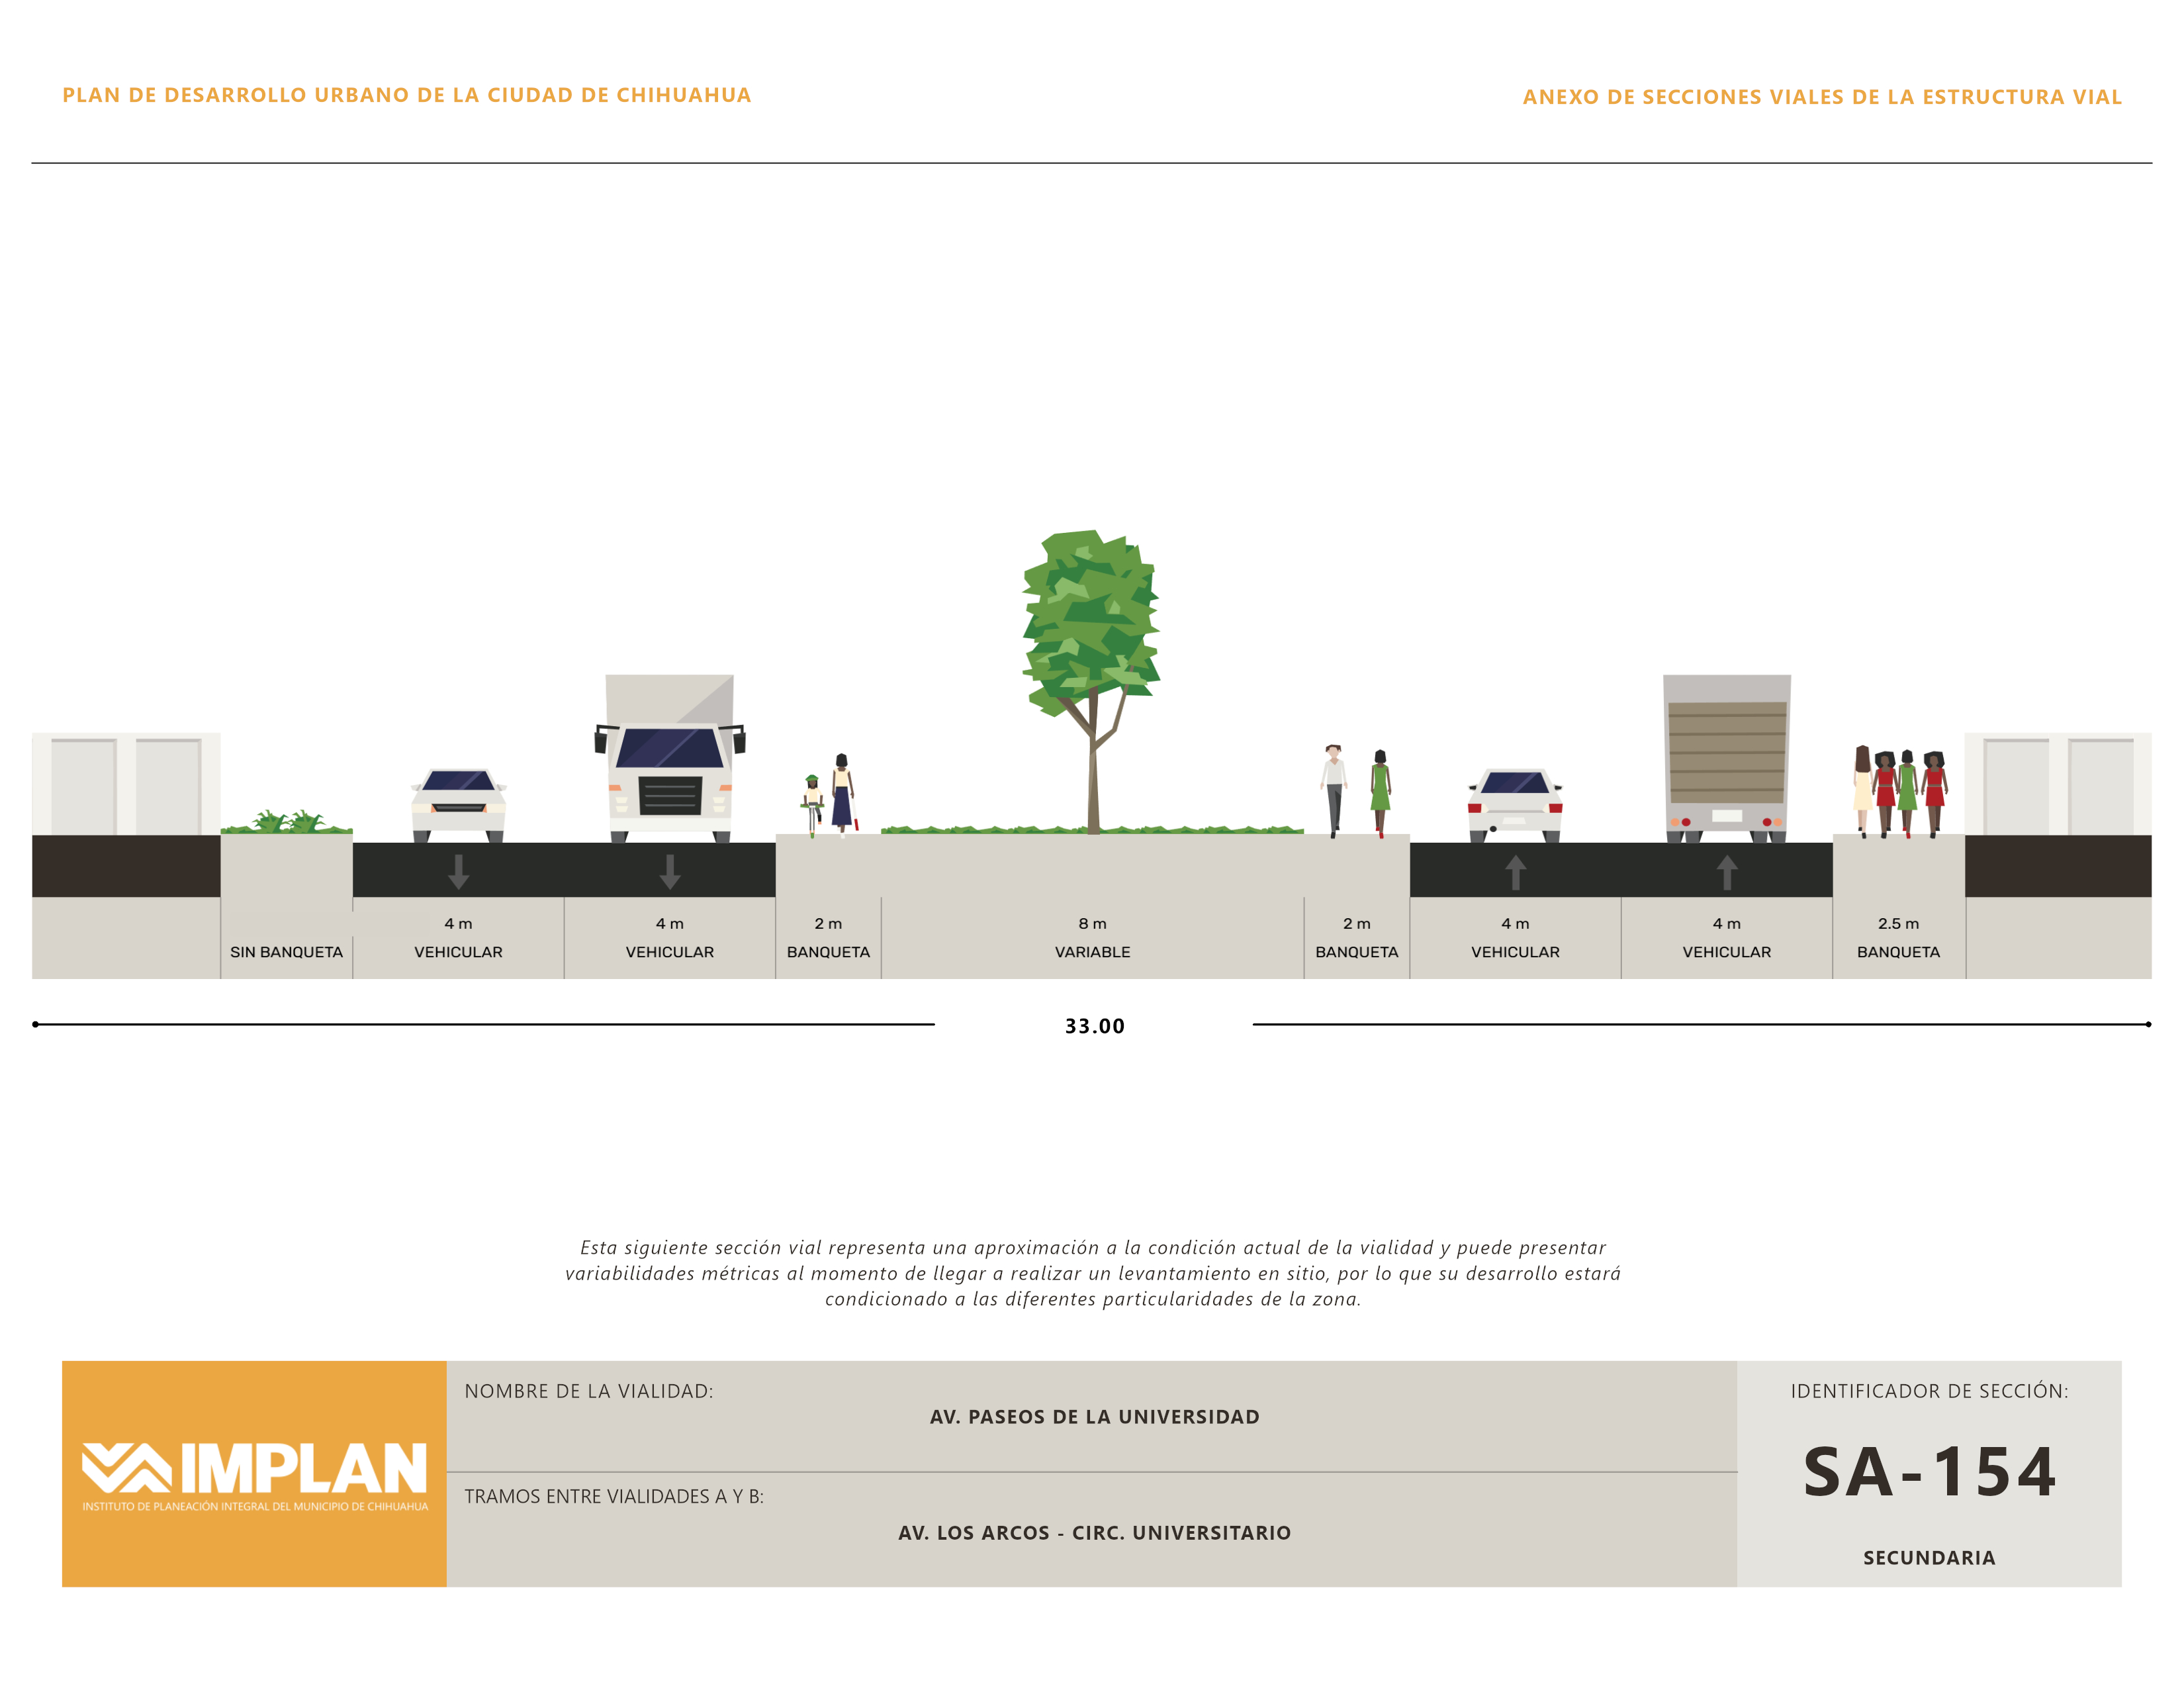 PLAN DE DESARROLLO URBANO DE LA CIUDAD DE CHIHUAHUA
ANEXO DE SECCIONES VIALES DE LA ESTRUCTURA VIAL
SIN BANQUETA
4 m
VEHICULAR
4 m
VEHICULAR
2 m
BANQUETA
8 m
VARIABLE
2 m
BANQUETA
4 m
VEHICULAR
4 m
VEHICULAR
2.5 m
BANQUETA
33.00
Esta siguiente sección vial representa una aproximación a la condición actual de la vialidad y puede presentar
variabilidades métricas al momento de llegar a realizar un levantamiento en sitio, por lo que su desarrollo estará
condicionado a las diferentes particularidades de la zona.
IMPLAN
INSTITUTO DE PLANEACIÓN INTEGRAL DEL MUNICIPIO DE CHIHUAHUA
NOMBRE DE LA VIALIDAD:
AV. PASEOS DE LA UNIVERSIDAD
TRAMOS ENTRE VIALIDADES A Y B:
AV. LOS ARCOS - CIRC. UNIVERSITARIO
IDENTIFICADOR DE SECCIÓN:
SA-154
SECUNDARIA